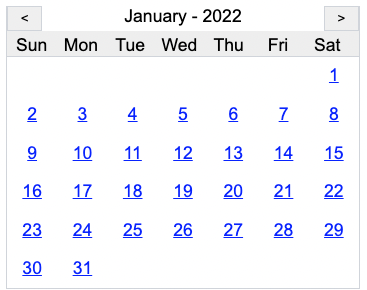 < January - 2022 >
Sun Mon Tue Wed Thu Fri Sat
1
2 3 4 5 6 7 8
9 10 11 12 13 14 15
16 17 18 19 20 21 22
23 24 25 26 27 28 29
30 31